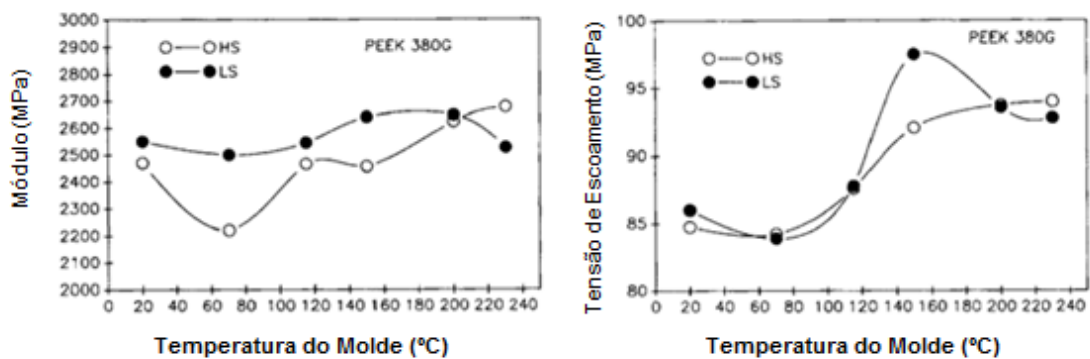 Módulo (MPa)
3000
2900
2800
2700
2600
2500
2400
2300
2200
2100
2000
HS
LS
PEEK 380G
0 20 40 60 80 100 120 140 160 180 200 220 240
Temperatura do Molde (ºC)
Tensão de Escoamento (MPa)
100
95
90
85
80
HS
LS
PEEK 380G
0 20 40 60 80 100 120 140 160 180 200 220 240
Temperatura do Molde (ºC)